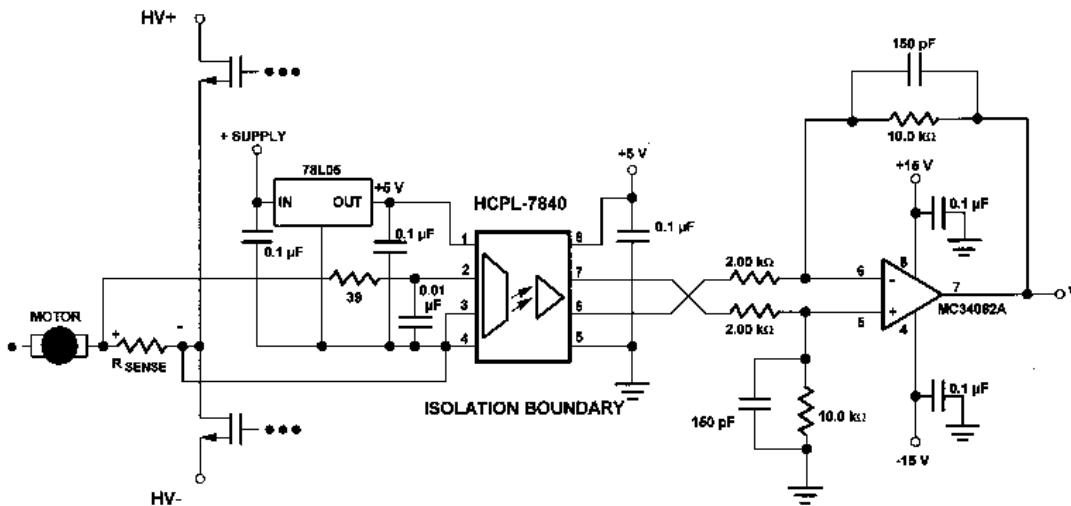 HV+
150 pF
10.0 kΩ
+ SUPPLY
78L05
IN
OUT
+5 V
HCPL-7840
+5 V
+15 V
0.1 µF
0.1 µF
0.1 µF
0.1 µF
1
8
2
7
3
6
4
5
39
0.01
µF
2.00 kΩ
2.00 kΩ
6
-
8
7
5
+
4
MC34082A
MOTOR
+
-
R SENSE
ISOLATION BOUNDARY
150 pF
10.0 kΩ
0.1 µF
-15 V
HV-